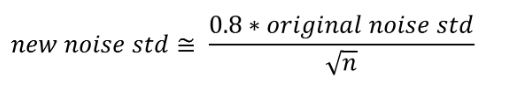 new noise std ≅ 0.8 * original noise std / √n